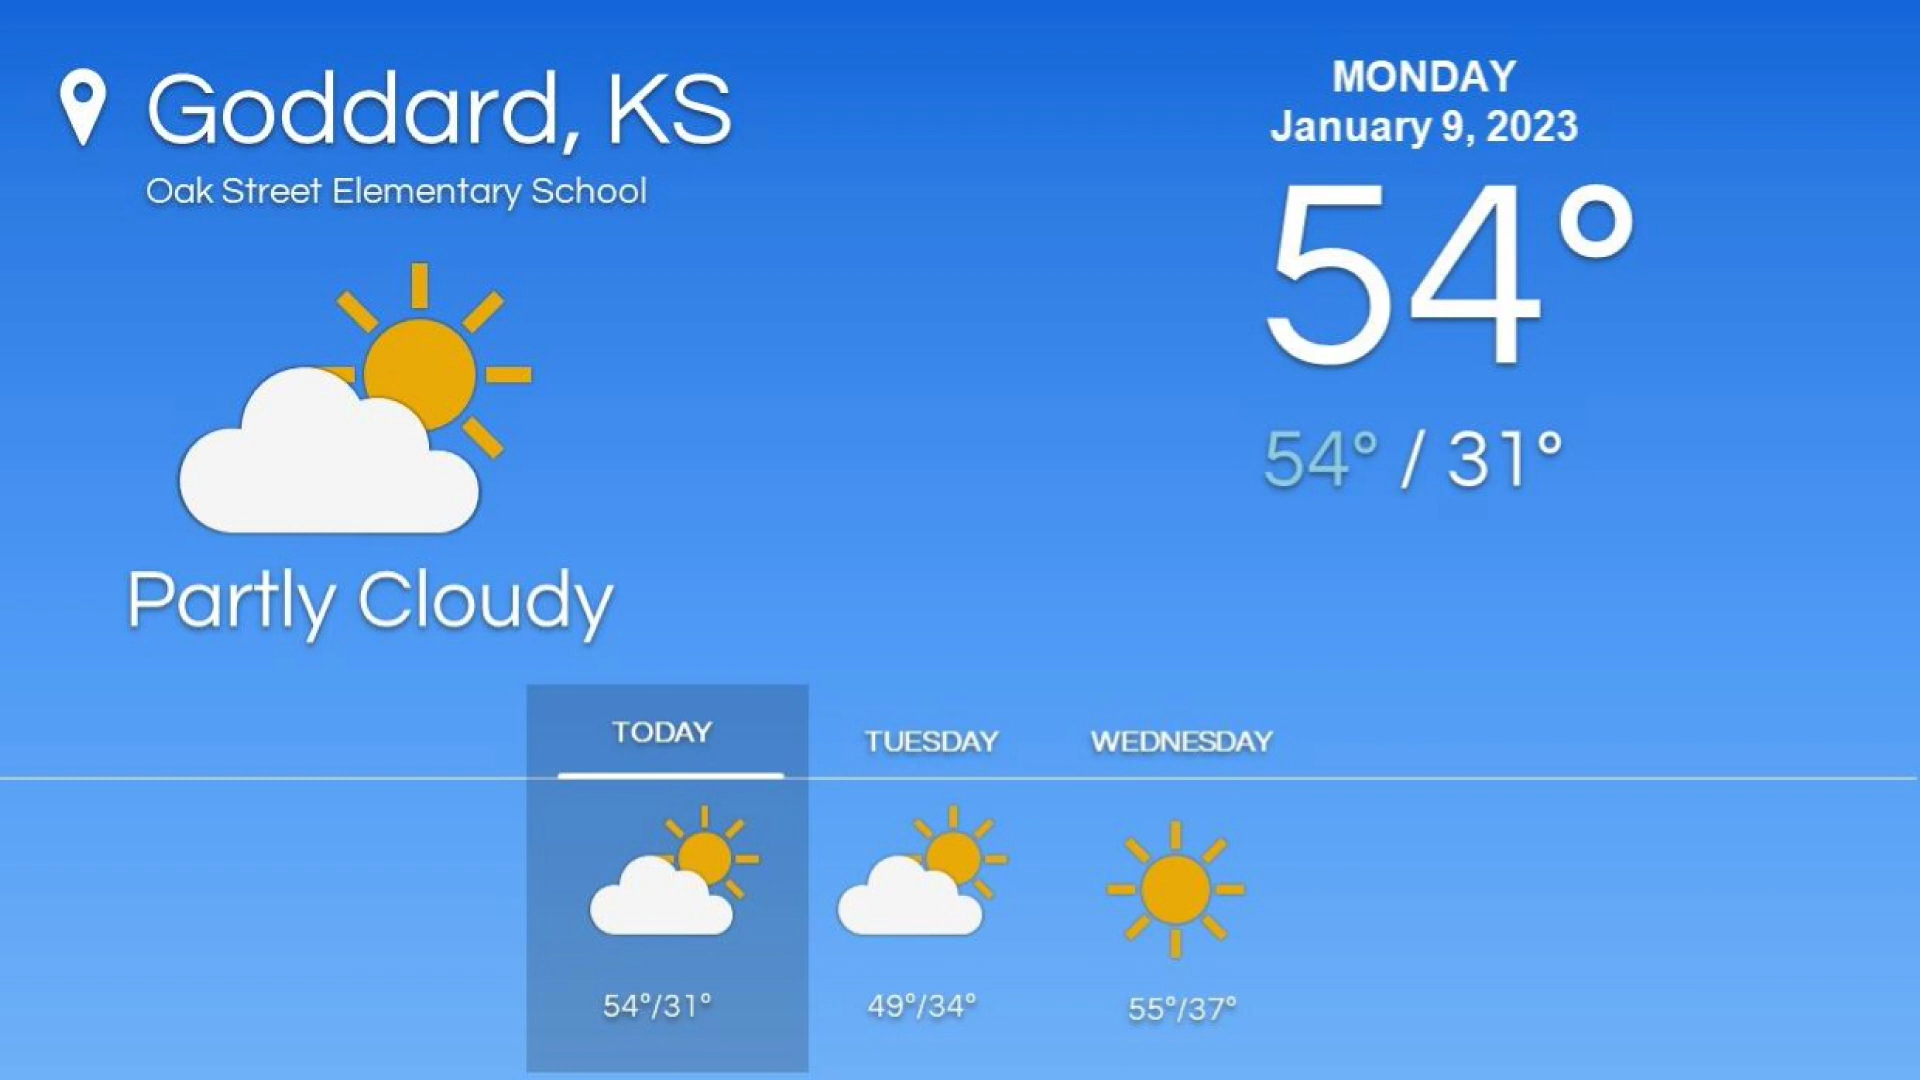 Goddard, KS
Oak Street Elementary School
MONDAY
January 9, 2023
54°
54° / 31°
Partly Cloudy
TODAY
TUESDAY
WEDNESDAY
54°/31°
49°/34°
55°/37°